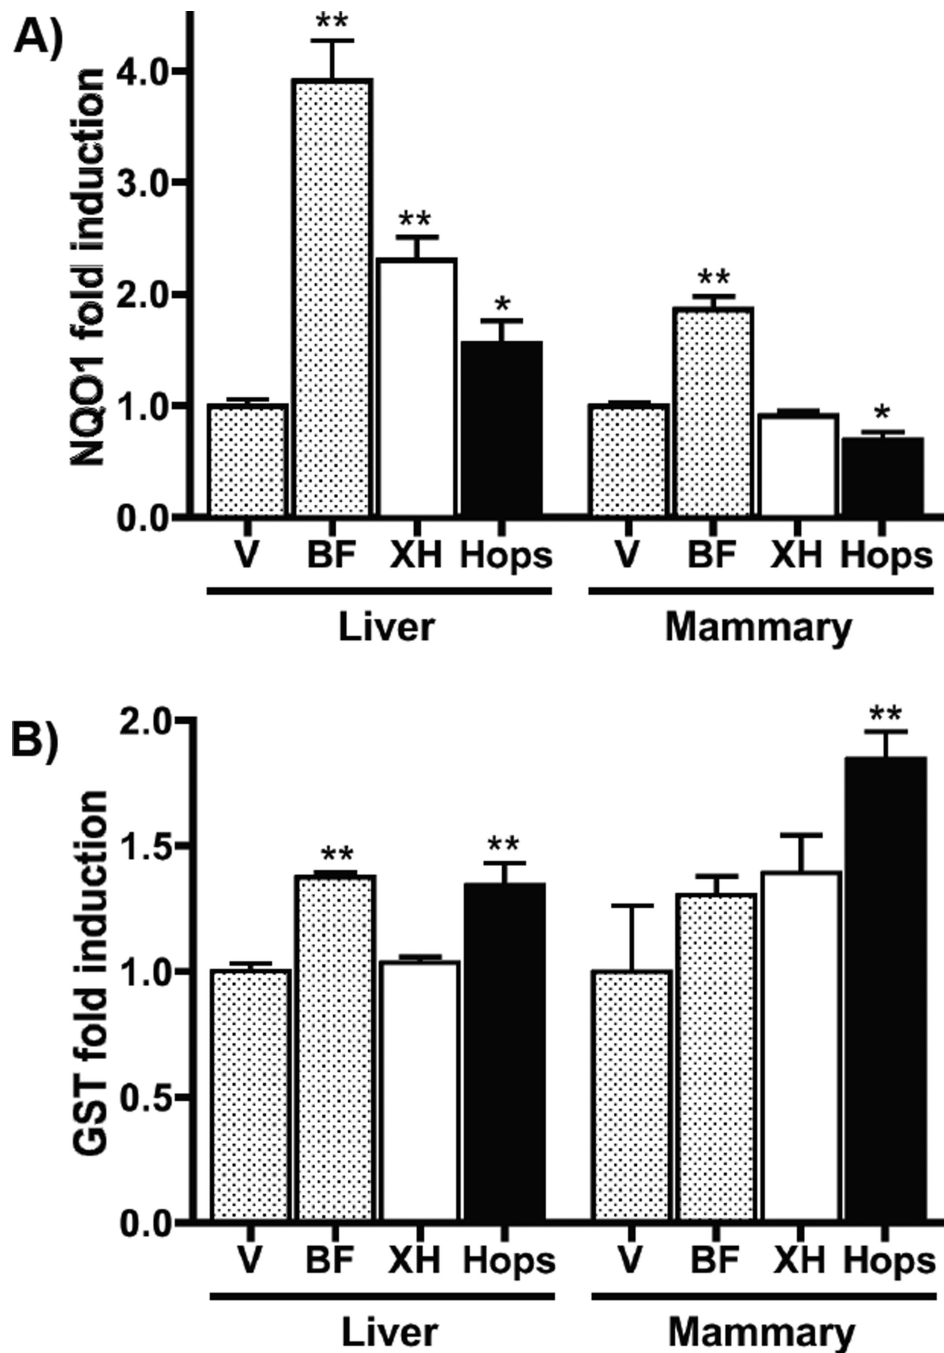 A)
NQO1 fold induction
4.0
3.0
2.0
1.0
0.0
** ** * ** *
V BF XH Hops V BF XH Hops
Liver Mammary
B)
GST fold induction
2.0
1.5
1.0
0.5
0.0
** ** **
V BF XH Hops V BF XH Hops
Liver Mammary